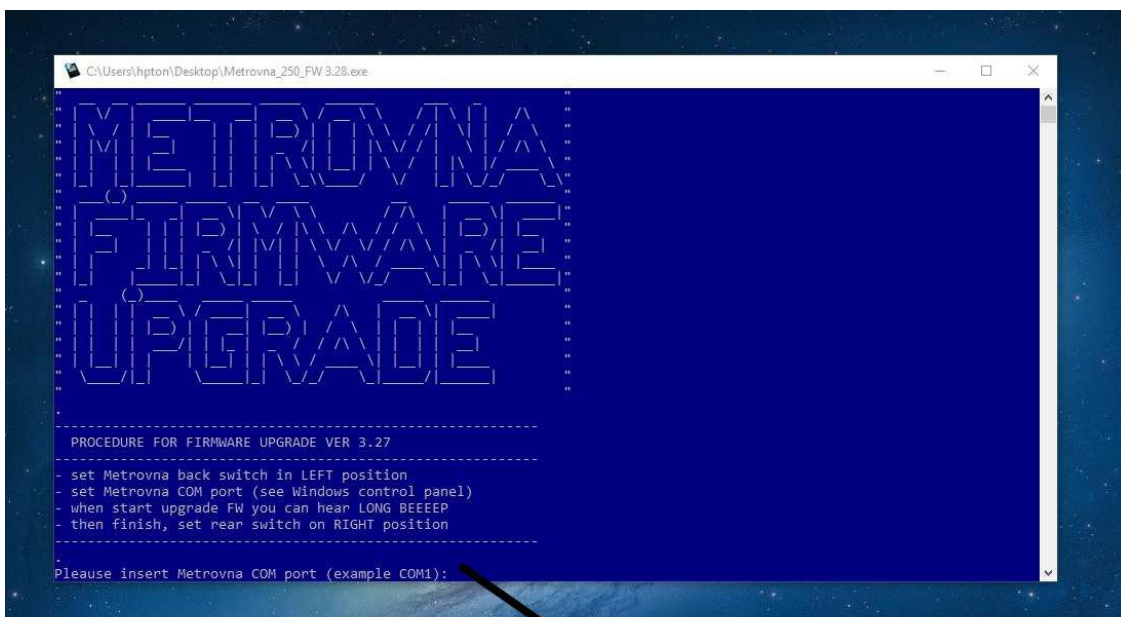 C:\Users\hpton\Desktop\Metrovna_250_FW 3.28.exe
METROVNA
FIRMWARE
UPGRADE
PROCEDURE FOR FIRMWARE UPGRADE VER 3.27
- set Metrovna back switch in LEFT position
- set Metrovna COM port (see Windows control panel)
- when start upgrade FW you can hear LONG BEEEEP
- then finish, set rear switch on RIGHT position
Pleause insert Metrovna COM port (example COM1):